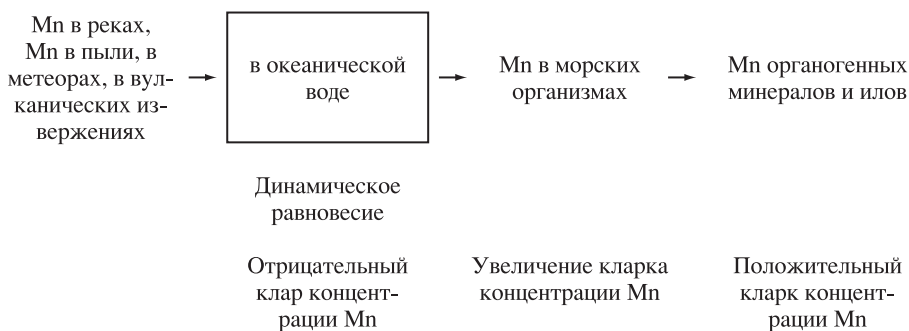 Mn в реках,
Mn в пыли, в
метеорах, в вул-
канических из-
вержениях
в океанической
воде
Mn в морских
организмах
Mn органогенных
минералов и илов
Динамическое
равновесие
Отрицательный
клар концент-
рации Mn
Увеличение кларка
концентрации Mn
Положительный
кларк концент-
рации Mn